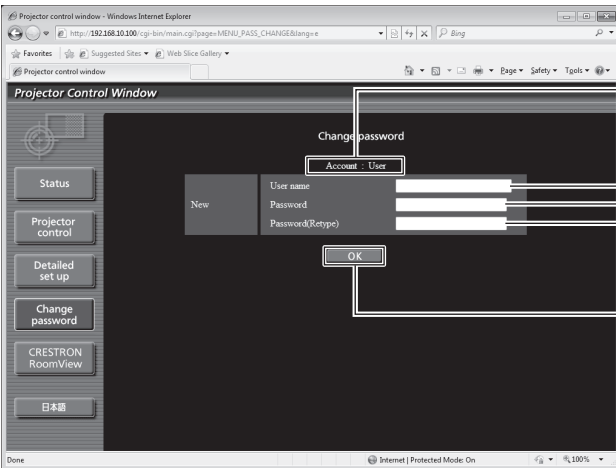 Projector control window - Windows Internet Explorer
http://192.168.10.100/cgi-bin/main.cgi?page=MENU_PASS_CHANGE&lang=e
Bing
Favorites
Suggested Sites
Web Slice Gallery
Projector control window
Page
Safety
Tools
Projector Control Window
Change password
Account : User
New
User name
Password
Password(Retype)
OK
Status
Projector
control
Detailed
set up
Change
password
CRESTRON
RoomView
日本語
Done
Internet | Protected Mode: On
100%